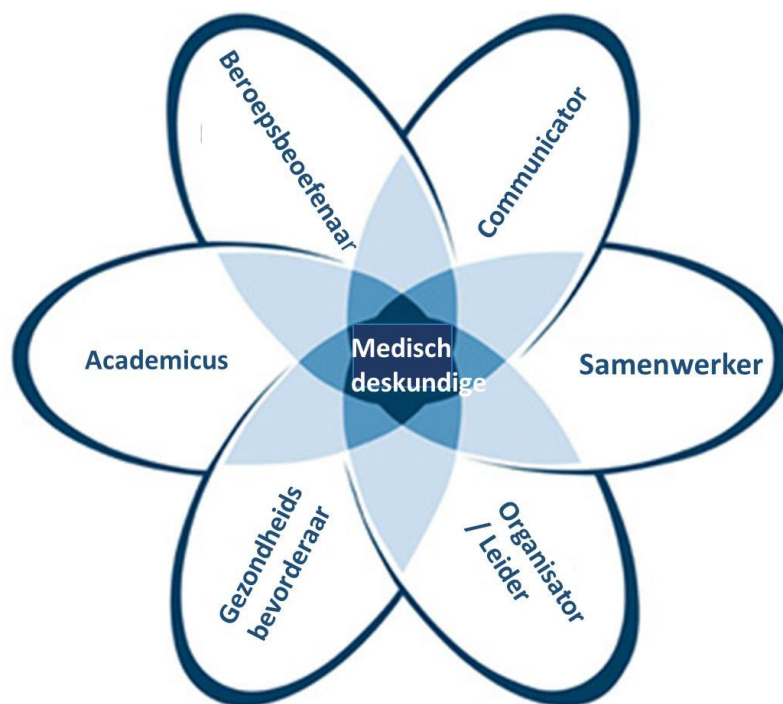 Beroepsbeoefenaar
Communicator
Academicus
Medisch
deskundige
Samenwerker
Gezondheids
bevorderaar
Organisator
/ Leider